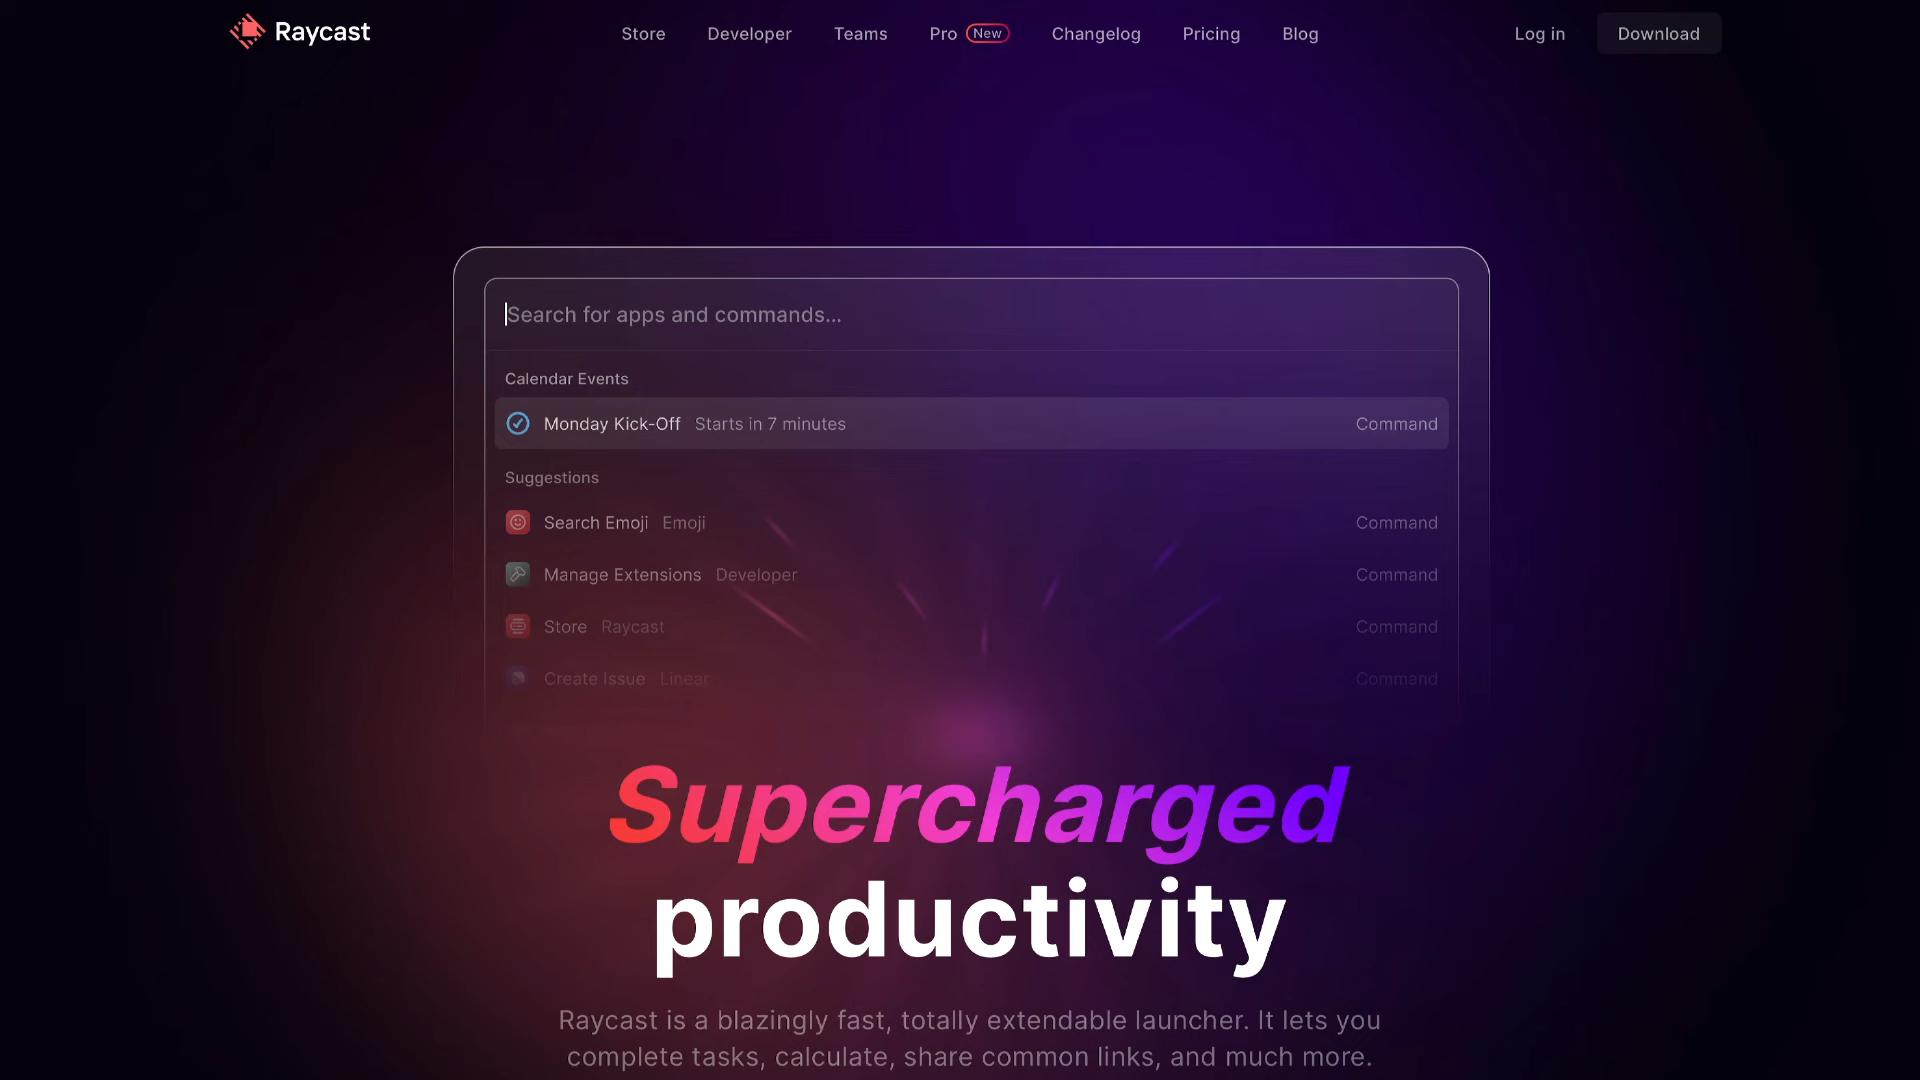 Raycast
Store Developer Teams Pro New Changelog Pricing Blog Log in Download
Search for apps and commands...
Calendar Events
Monday Kick-Off Starts in 7 minutes Command
Suggestions
Search Emoji Emoji Command
Manage Extensions Developer Command
Store Raycast Command
Create Issue Linear Command
Supercharged
productivity
Raycast is a blazingly fast, totally extendable launcher. It lets you
complete tasks, calculate, share common links, and much more.